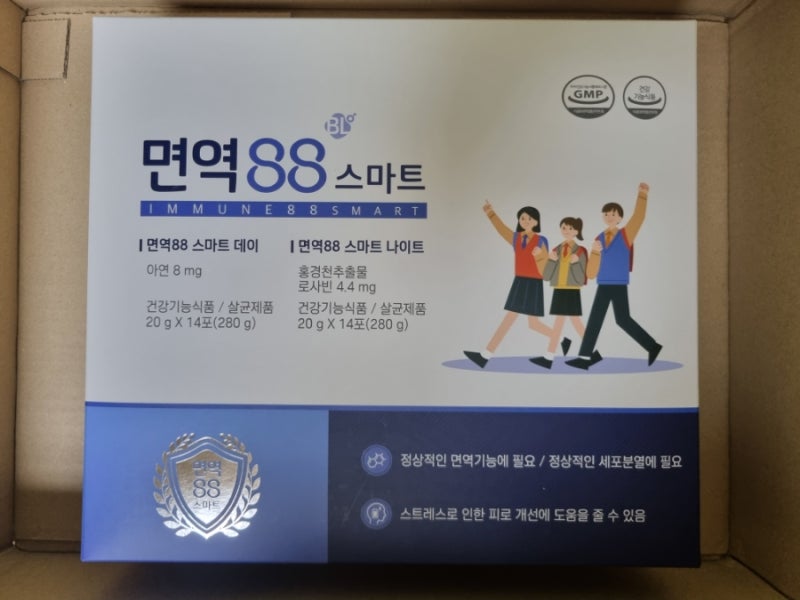 GMP
건강
기능식품
BL
면역88 스마트
IMMUNE88SMART
면역88 스마트 데이
아연 8 mg
건강기능식품 / 살균제품
20 g X 14포(280 g)
면역88 스마트 나이트
홍경천추출물
로사빈 4.4 mg
건강기능식품 / 살균제품
20 g X 14포(280 g)
면역
88
스마트
정상적인 면역기능에 필요 / 정상적인 세포분열에 필요
스트레스로 인한 피로 개선에 도움을 줄 수 있음